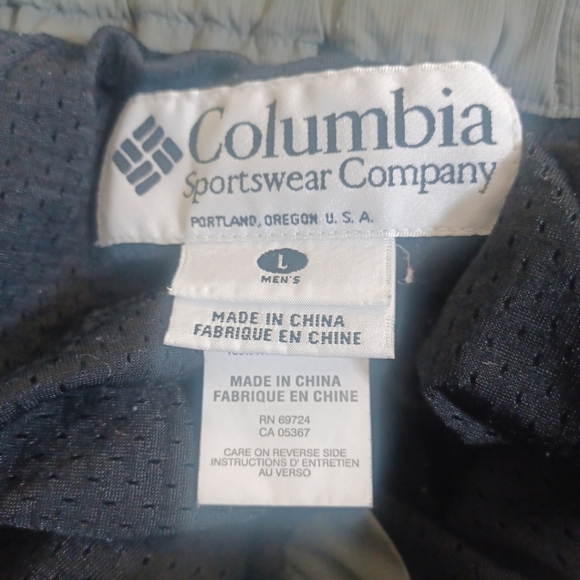 Columbia
Sportswear Company
PORTLAND, OREGON U. S. A.
L
MEN'S
MADE IN CHINA
FABRIQUE EN CHINE
MADE IN CHINA
FABRIQUE EN CHINE
RN 69724
CA 05367
CARE ON REVERSE SIDE
INSTRUCTIONS D' ENTRETIEN
AU VERSO